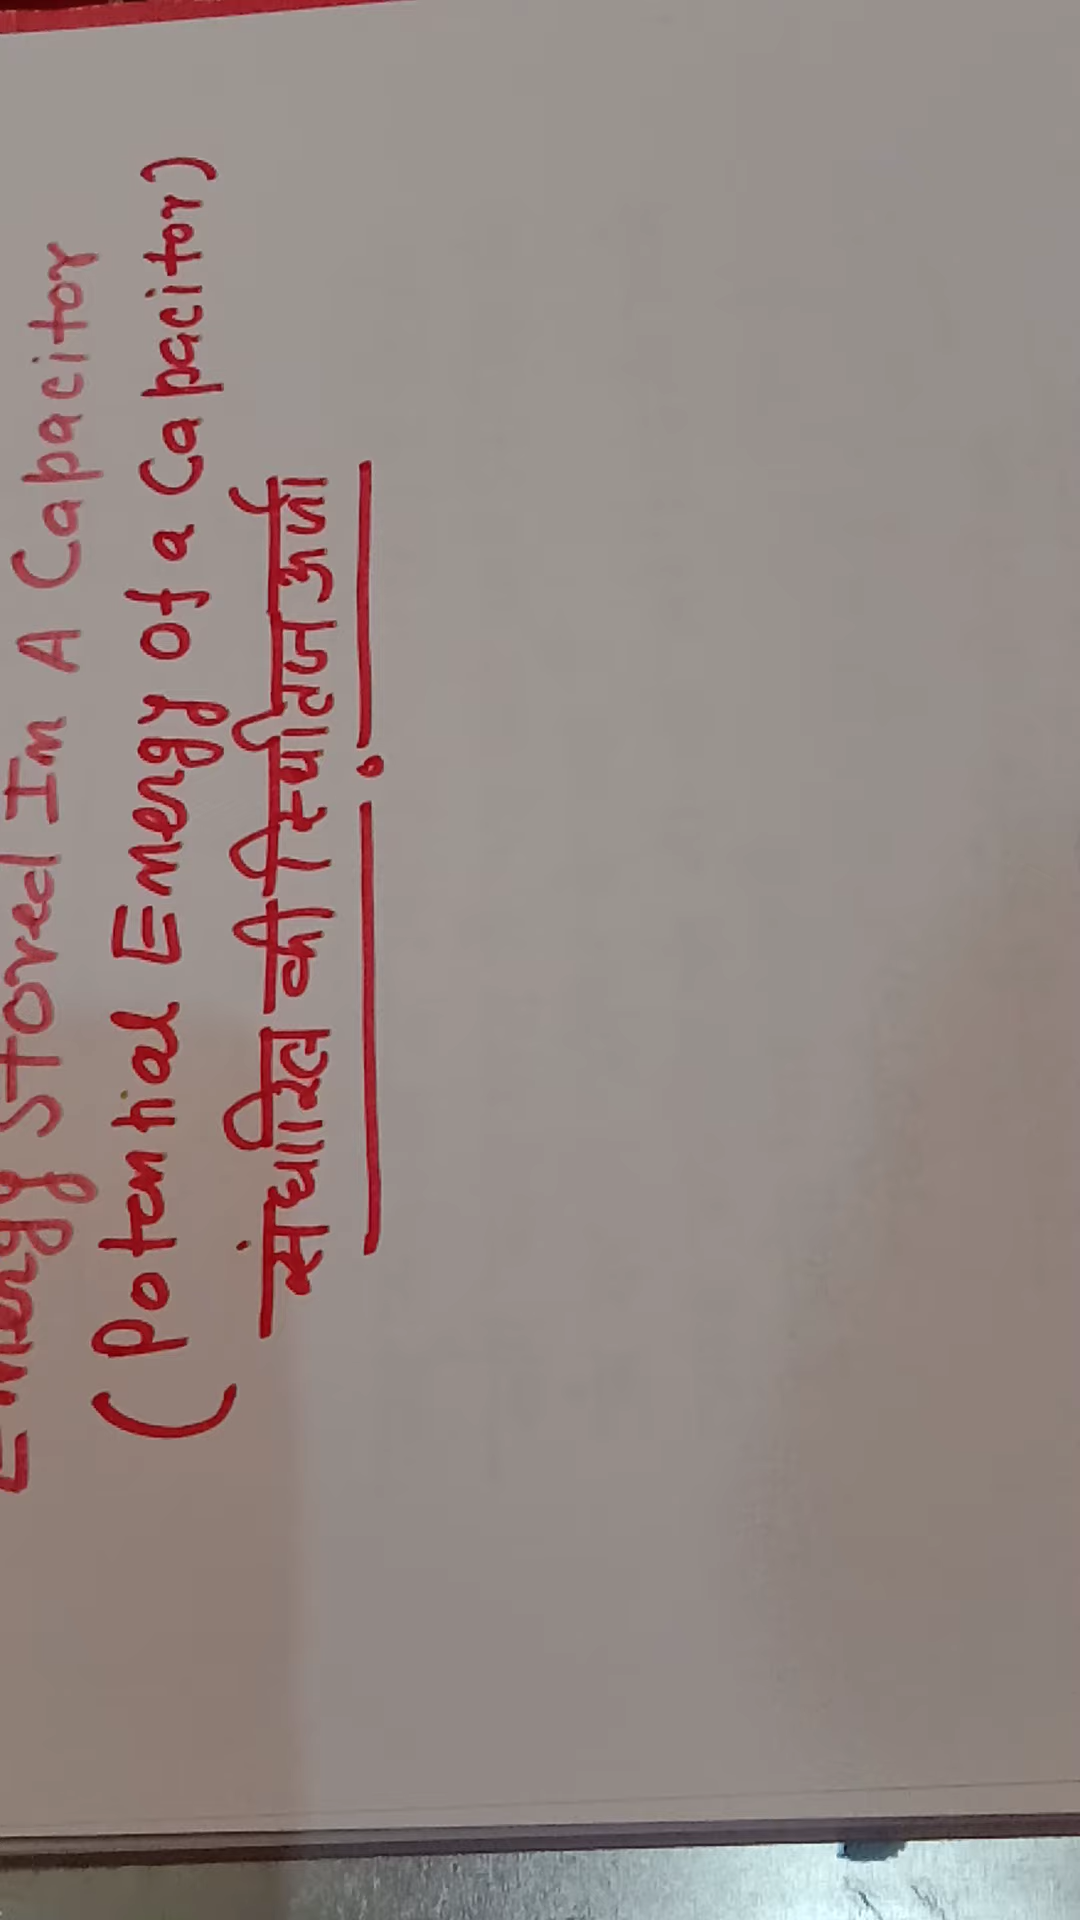 Energy Stored In A Capacitor
(Potential Energy of a Capacitor)
संधारित्र की स्थितिज ऊर्जा